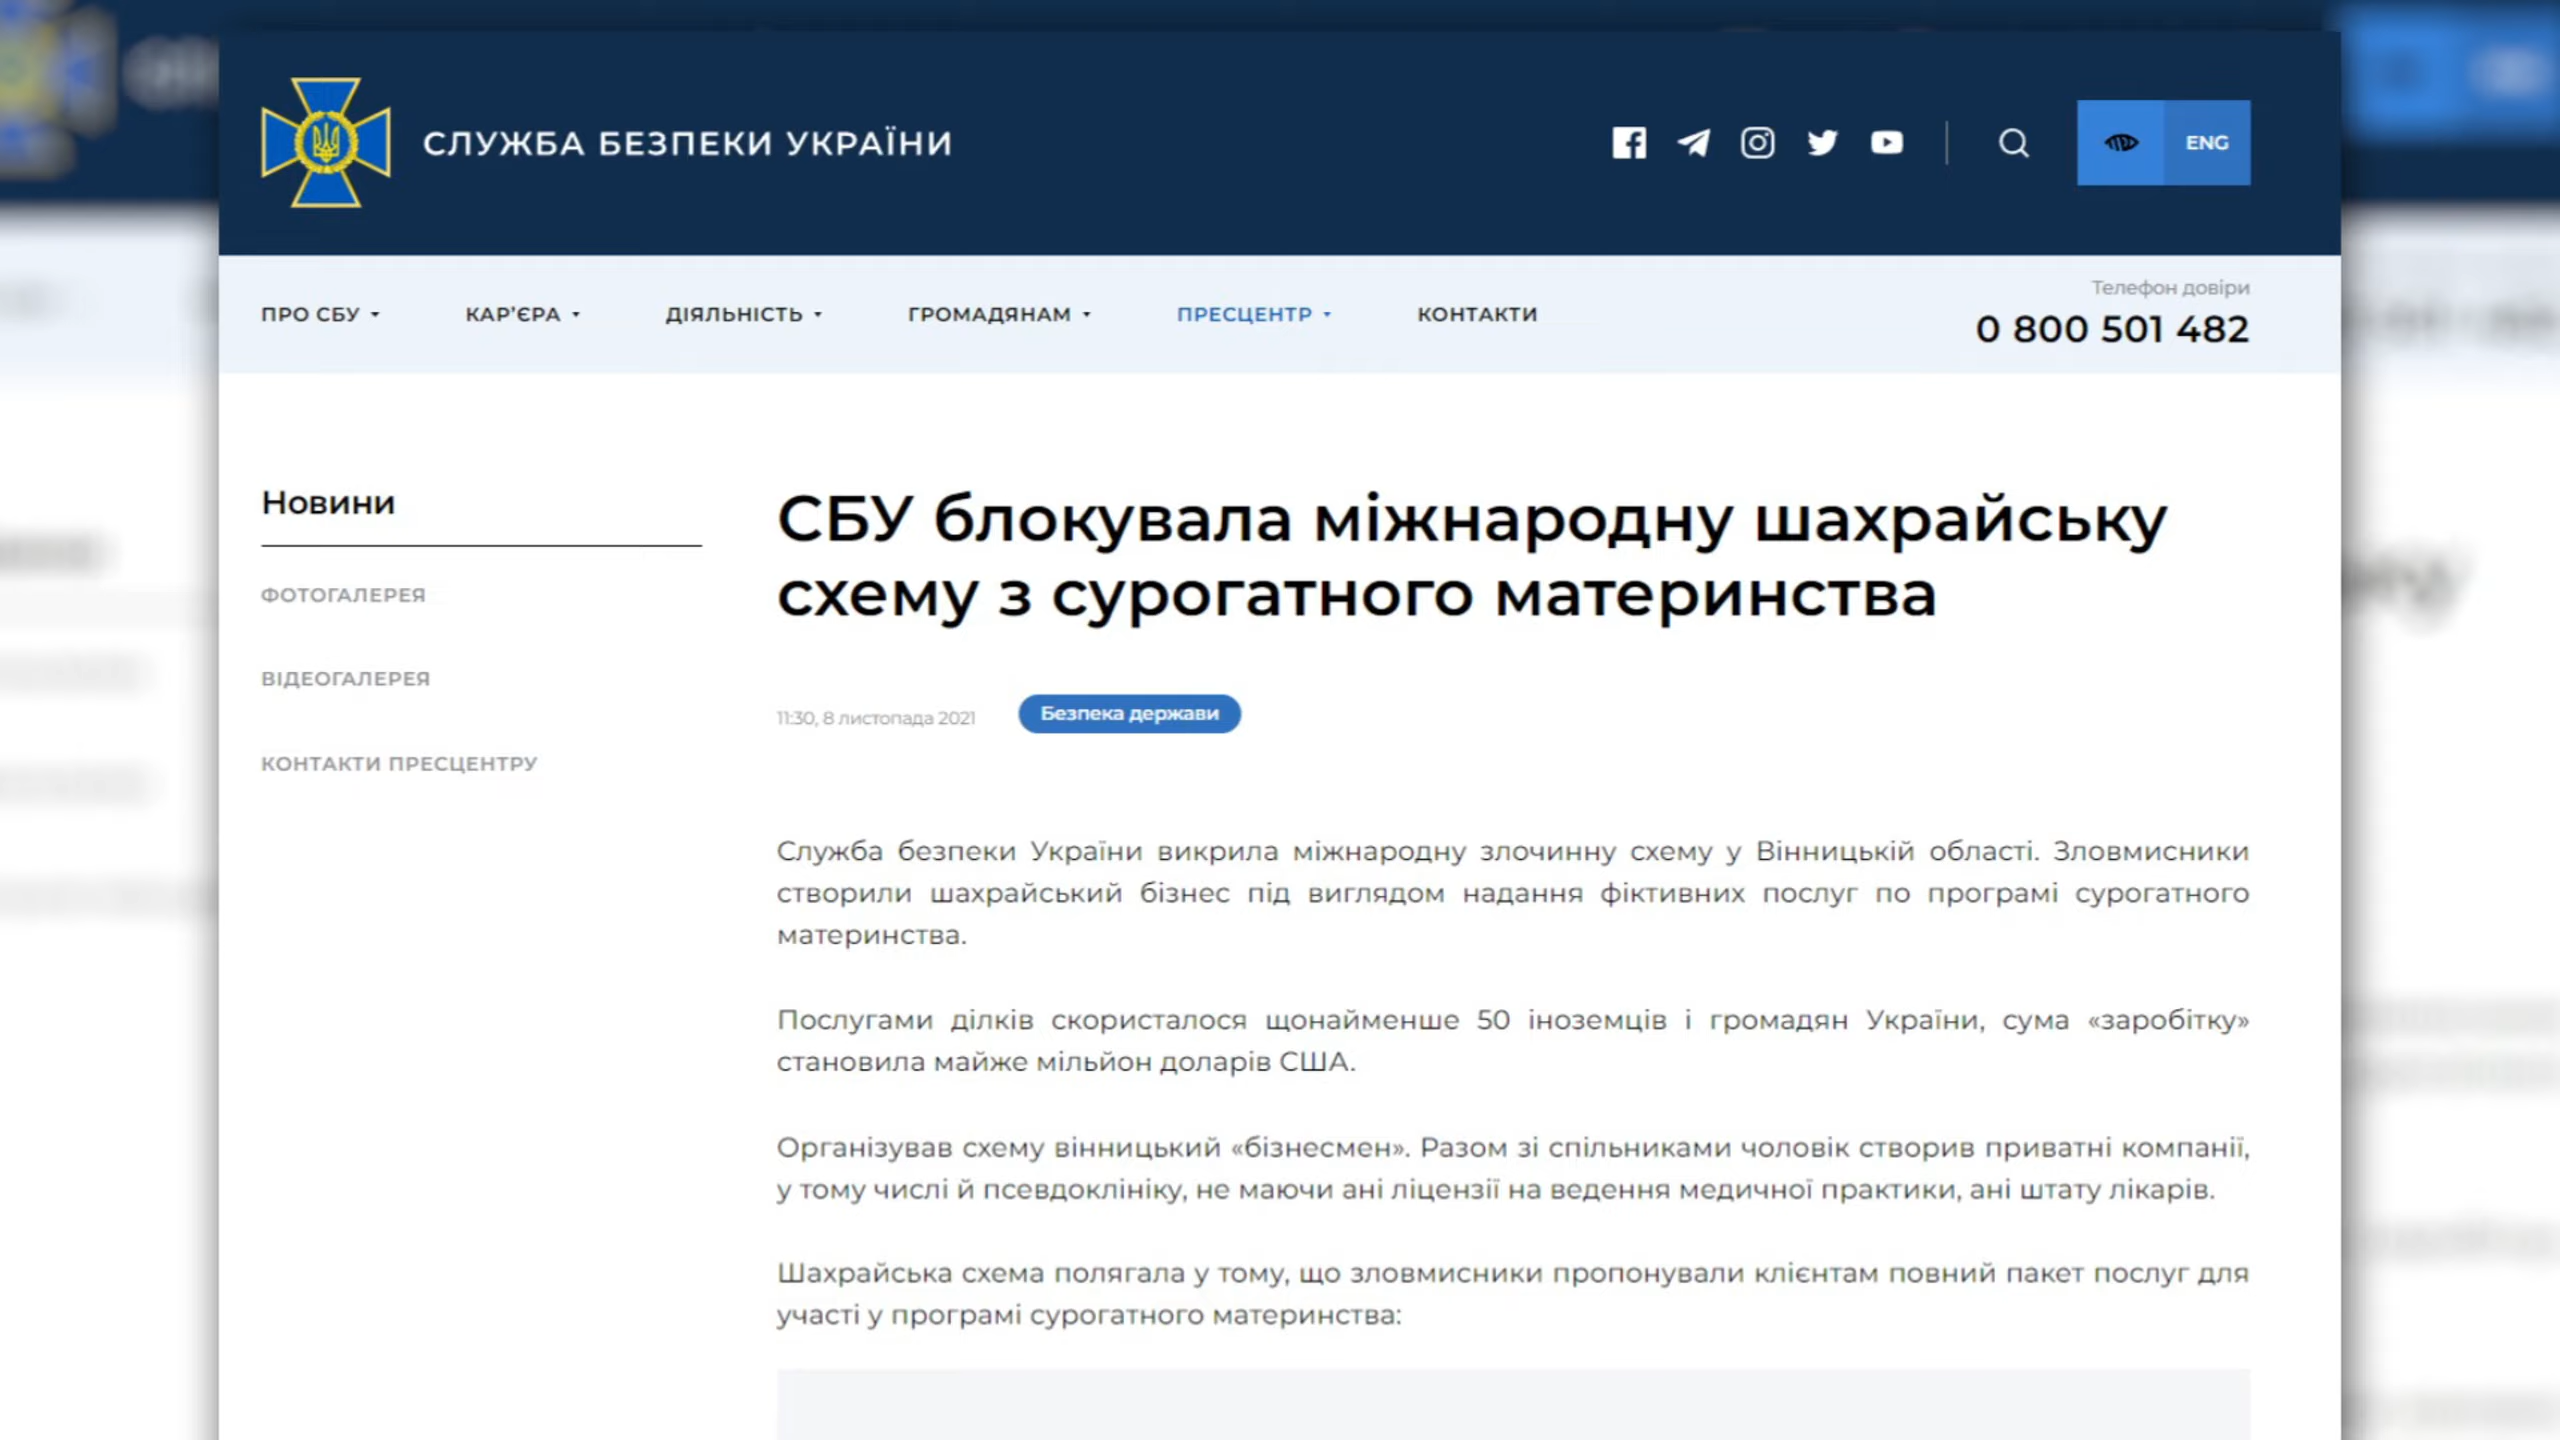 СЛУЖБА БЕЗПЕКИ УКРАЇНИ
ENG
ПРО СБУ
КАР'ЄРА
ДІЯЛЬНІСТЬ
ГРОМАДЯНАМ
ПРЕСЦЕНТР
КОНТАКТИ
Телефон довіри
0 800 501 482
Новини
ФОТОГАЛЕРЕЯ
ВІДЕОГАЛЕРЕЯ
КОНТАКТИ ПРЕСЦЕНТРУ
СБУ блокувала міжнародну шахрайську
схему з сурогатного материнства
11:30, 8 листопада 2021
Безпека держави
Служба безпеки України викрила міжнародну злочинну схему у Вінницькій області. Зловмисники
створили шахрайський бізнес під виглядом надання фіктивних послуг по програмі сурогатного
материнства.
Послугами ділків скористалося щонайменше 50 іноземців і громадян України, сума «заробітку»
становила майже мільйон доларів США.
Організував схему вінницький «бізнесмен». Разом зі спільниками чоловік створив приватні компанії,
у тому числі й псевдоклініку, не маючи ані ліцензії на ведення медичної практики, ані штату лікарів.
Шахрайська схема полягала у тому, що зловмисники пропонували клієнтам повний пакет послуг для
участі у програмі сурогатного материнства: